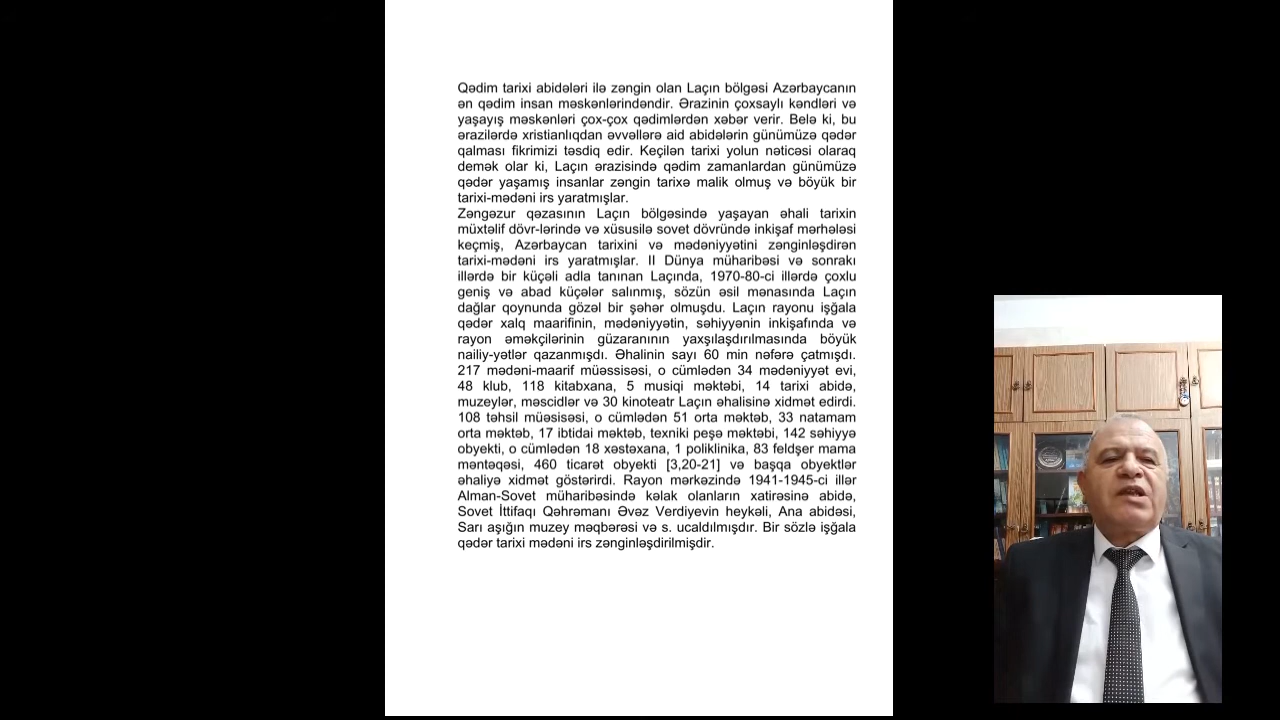 Qədim tarixi abidələri ilə zəngin olan Laçın bölgəsi Azərbaycanın
ən qədim insan məskənlərindəndir. Ərazinin çoxsaylı kəndləri və
yaşayış məskənləri çox-çox qədimlərdən xəbər verir. Belə ki, bu
ərazilərdə xristianlıqdan əvvəllərə aid abidələrin günümüzə qədər
qalması fikrimizi təsdiq edir. Keçilən tarixi yolun nəticəsi olaraq
demək olar ki, Laçın ərazisində qədim zamanlardan günümüzə
qədər yaşamış insanlar zəngin tarixə malik olmuş və böyük bir
tarixi-mədəni irs yaratmışlar.
Zəngəzur qəzasının Laçın bölgəsində yaşayan əhali tarixin
müxtəlif dövr-lərində və xüsusilə sovet dövründə inkişaf mərhələsi
keçmiş, Azərbaycan tarixini və mədəniyyətini zənginləşdirən
tarixi-mədəni irs yaratmışlar. II Dünya müharibəsi və sonrakı
illərdə bir küçəli adla tanınan Laçında, 1970-80-ci illərdə çoxlu
geniş və abad küçələr salınmış, sözün əsil mənasında Laçın
dağlar qoynunda gözəl bir şəhər olmuşdu. Laçın rayonu işğala
qədər xalq maarifinin, mədəniyyətin, səhiyyənin inkişafında və
rayon əməkçilərinin güzaranının yaxşılaşdırılmasında böyük
nailiy-yətlər qazanmışdı. Əhalinin sayı 60 min nəfərə çatmışdı.
217 mədəni-maarif müəssisəsi, o cümlədən 34 mədəniyyət evi,
48 klub, 118 kitabxana, 5 musiqi məktəbi, 14 tarixi abidə,
muzeylər, məscidlər və 30 kinoteatr Laçın əhalisinə xidmət edirdi.
108 təhsil müəsisəsi, o cümlədən 51 orta məktəb, 33 natamam
orta məktəb, 17 ibtidai məktəb, texniki peşə məktəbi, 142 səhiyyə
obyekti, o cümlədən 18 xəstəxana, 1 poliklinika, 83 feldşer mama
məntəqəsi, 460 ticarət obyekti [3,20-21] və başqa obyektlər
əhaliyə xidmət göstərirdi. Rayon mərkəzində 1941-1945-ci illər
Alman-Sovet müharibəsində kəlak olanların xatirəsinə abidə,
Sovet İttifaqı Qəhrəmanı Əvəz Verdiyevin heykəli, Ana abidəsi,
Sarı aşığın muzey məqbərəsi və s. ucaldılmışdır. Bir sözlə işğala
qədər tarixi mədəni irs zənginləşdirilmişdir.